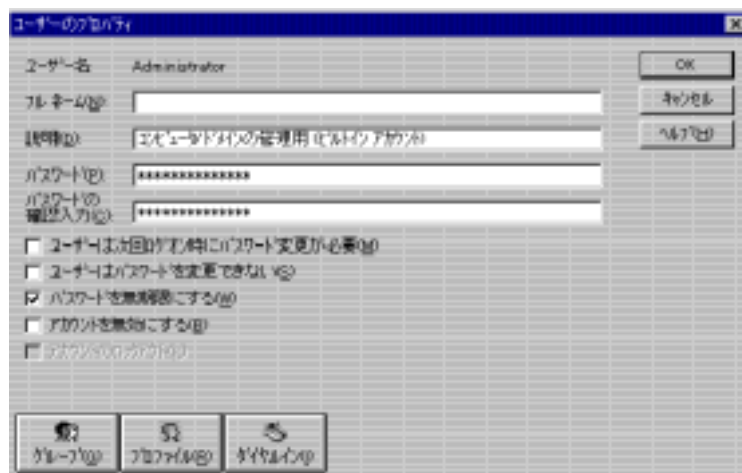 ユーザーのプロパティ
ユーザー名 Administrator OK
フル ネーム(N): キャンセル
説明(D): コンピュータ/ドメインの管理用 (ビルトイン アカウント) ヘルプ(H)
パスワード(P): **************
パスワードの
確認入力(C): **************
ユーザーは次回ログオン時にパスワード変更が必要(M)
ユーザーはパスワードを変更できない(S)
パスワードを無期限にする(W)
アカウントを無効にする(B)
グループ(G) プロファイル(R) ダイヤルイン(I)